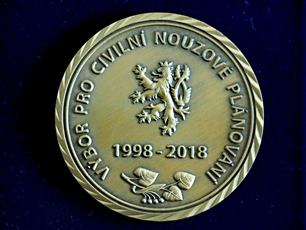 VÝBOR PRO CIVILNÍ NOUZOVÉ PLÁNOVÁNÍ
1998 - 2018